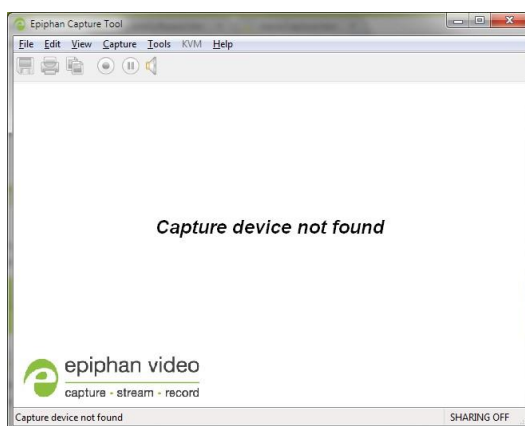 Epiphan Capture Tool
File Edit View Capture Tools KVM Help
Capture device not found
epiphan video
capture - stream - record
Capture device not found SHARING OFF